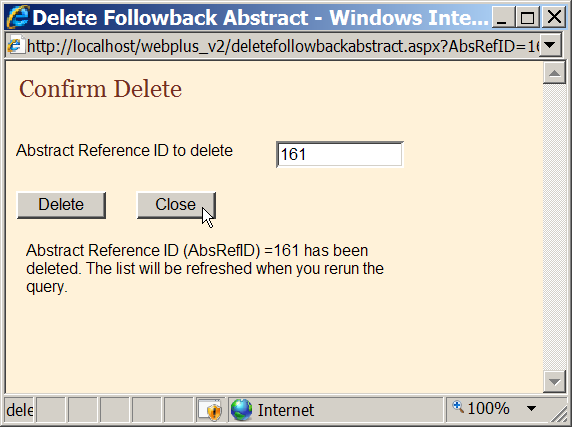 Delete Followback Abstract - Windows Inte...
http://localhost/webplus_v2/deletefollowbackabstract.aspx?AbsRefID=16
Confirm Delete
Abstract Reference ID to delete 161
Delete Close
Abstract Reference ID (AbsRefID) =161 has been
deleted. The list will be refreshed when you rerun the
query.
dele Internet 100%